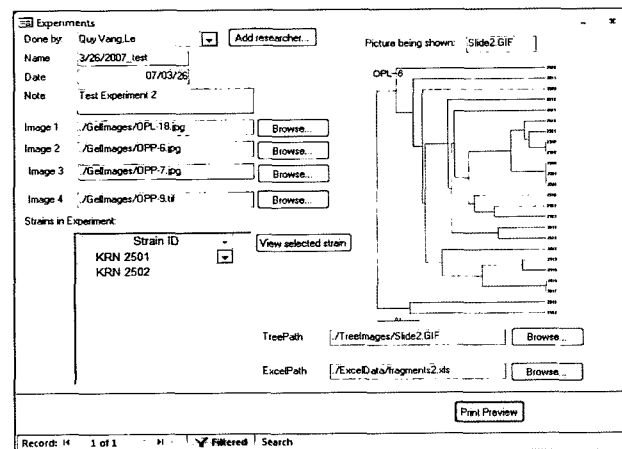 Experiments
Done by: Quy Vang,Le Add researcher...
Picture being shown: Slide2.GIF
Name 3/26/2007_test
Date 07/03/26
Note Test Experiment 2
OPL-6
Image 1 ./GelImages/OPL-18.jpg Browse...
Image 2 ./GelImages/OPP-6.jpg Browse...
Image 3 ./GelImages/OPP-7.jpg Browse...
Image 4 ./GelImages/OPP-9.tif Browse...
Strains in Experiment:
Strain ID View selected strain
KRN 2501
KRN 2502
TreePath ./TreeImages/Slide2.GIF Browse...
ExcelPath ./ExcelData/fragments2.xls Browse...
Print Preview
Record: 1 of 1 Filtered Search